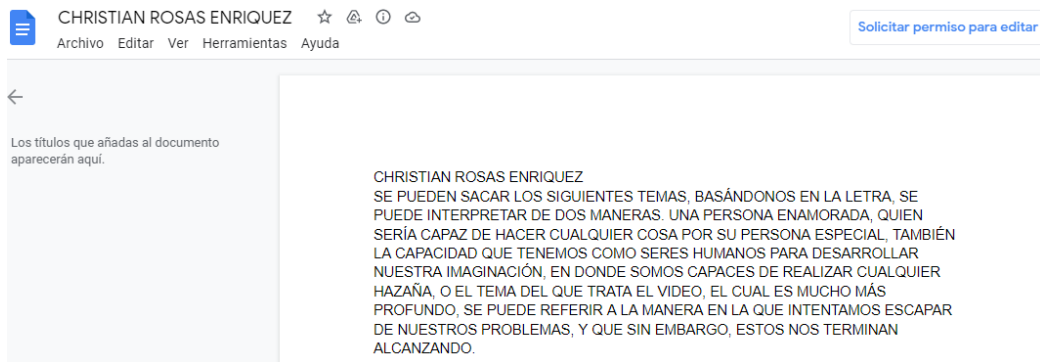 CHRISTIAN ROSAS ENRIQUEZ
Archivo Editar Ver Herramientas Ayuda
Solicitar permiso para editar
Los títulos que añadas al documento
aparecerán aquí.
CHRISTIAN ROSAS ENRIQUEZ
SE PUEDEN SACAR LOS SIGUIENTES TEMAS, BASÁNDONOS EN LA LETRA, SE
PUEDE INTERPRETAR DE DOS MANERAS. UNA PERSONA ENAMORADA, QUIEN
SERÍA CAPAZ DE HACER CUALQUIER COSA POR SU PERSONA ESPECIAL, TAMBIÉN
LA CAPACIDAD QUE TENEMOS COMO SERES HUMANOS PARA DESARROLLAR
NUESTRA IMAGINACIÓN, EN DONDE SOMOS CAPACES DE REALIZAR CUALQUIER
HAZAÑA, O EL TEMA DEL QUE TRATA EL VIDEO, EL CUAL ES MUCHO MÁS
PROFUNDO, SE PUEDE REFERIR A LA MANERA EN LA QUE INTENTAMOS ESCAPAR
DE NUESTROS PROBLEMAS, Y QUE SIN EMBARGO, ESTOS NOS TERMINAN
ALCANZANDO.